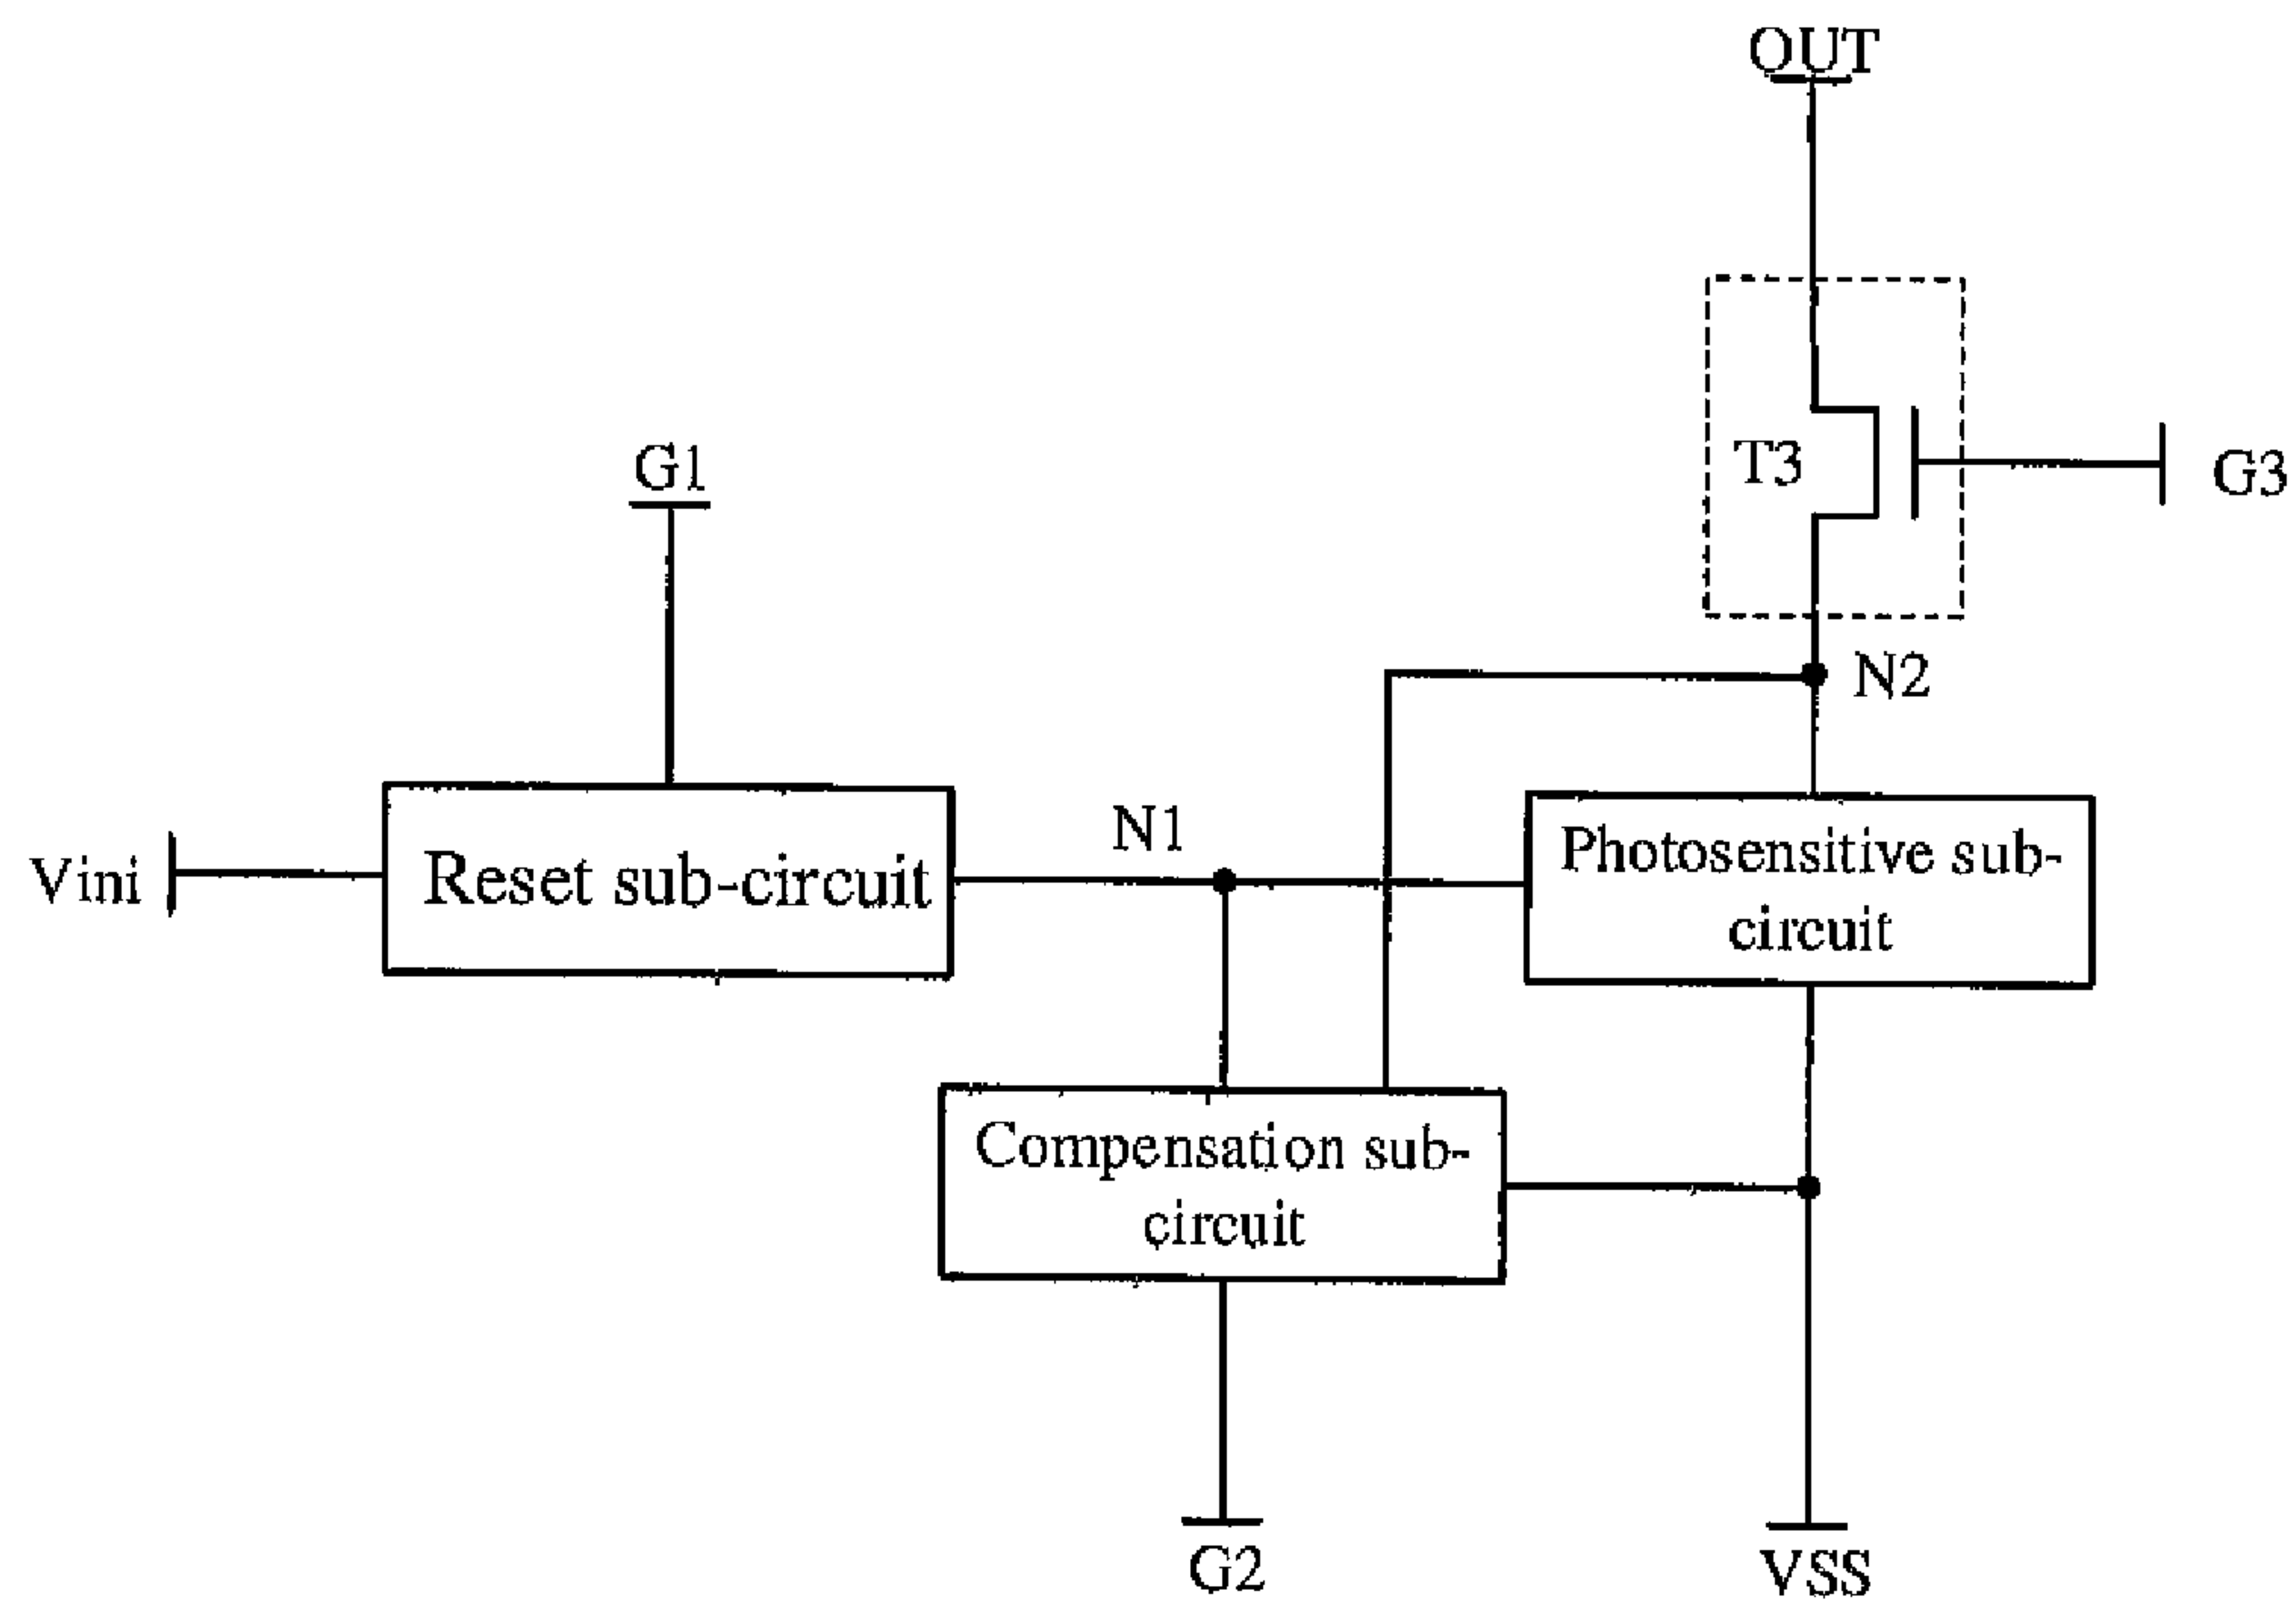 OUT
T3
G3
G1
N2
N1
Vini
Reset sub-circuit
Photosensitive sub-
circuit
Compensation sub-
circuit
G2
VSS